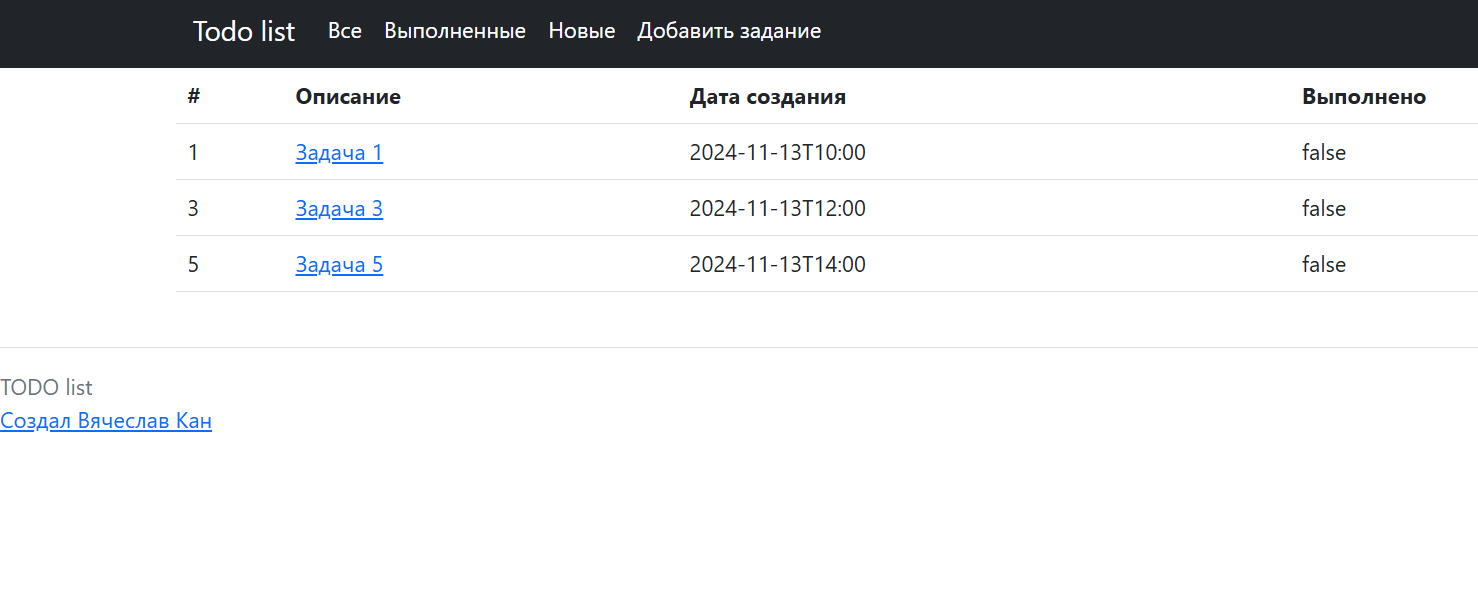 Todo list Все Выполненные Новые Добавить задание
# Описание Дата создания Выполнено
1 Задача 1 2024-11-13T10:00 false
3 Задача 3 2024-11-13T12:00 false
5 Задача 5 2024-11-13T14:00 false
TODO list
Создал Вячеслав Кан